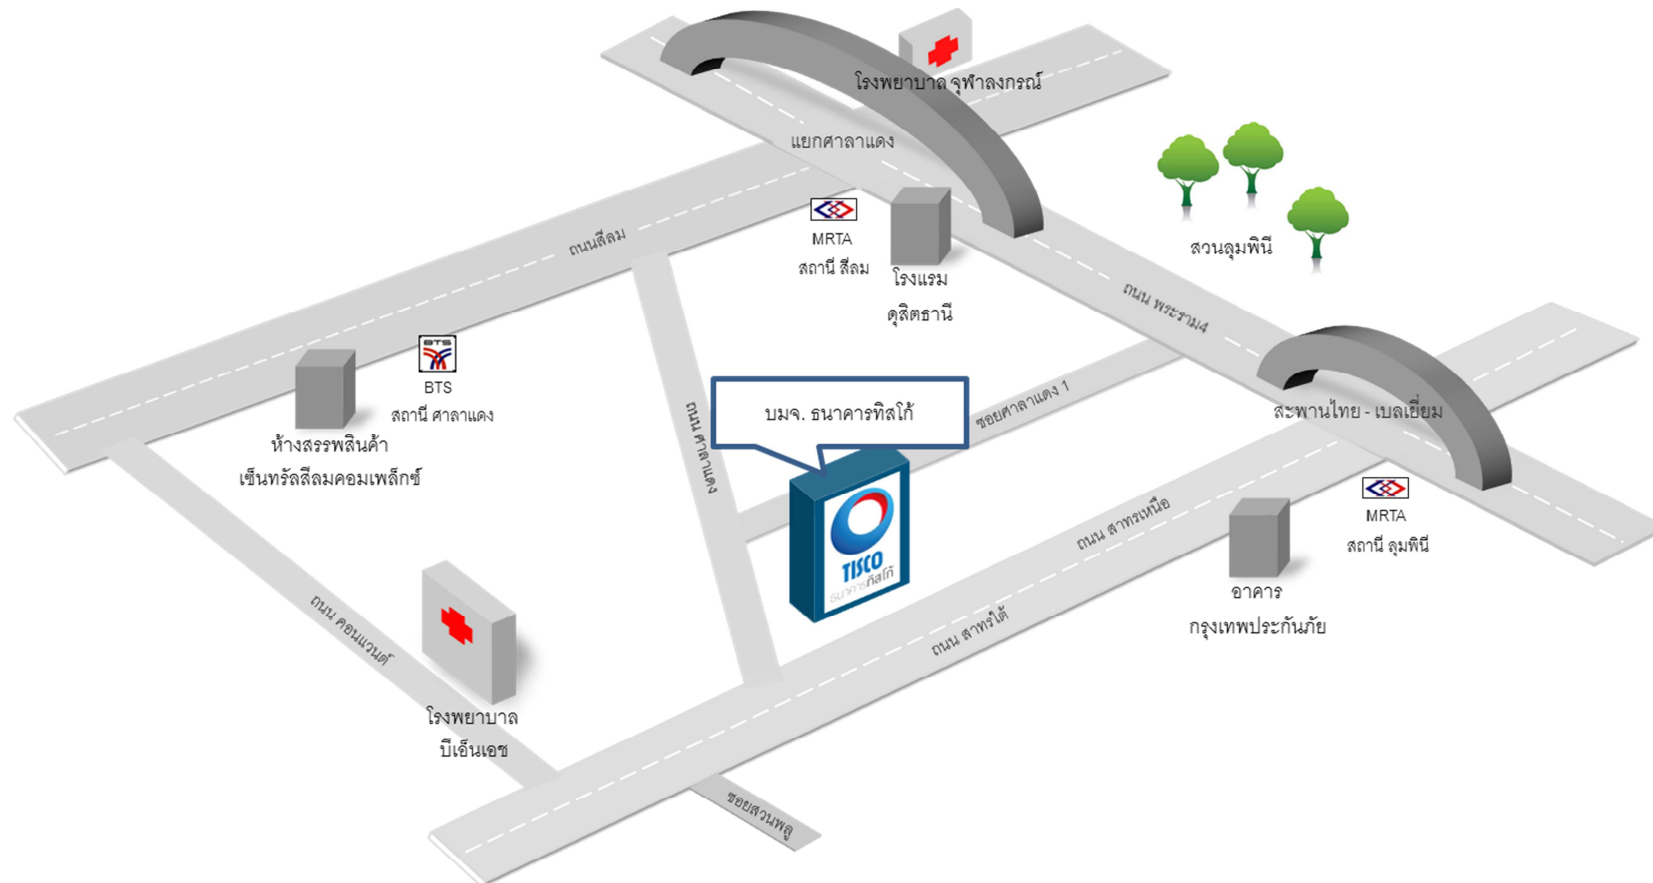 โรงพยาบาล จุฬาลงกรณ์
แยกศาลาแดง
MRTA
สถานี สีลม
โรงแรม
ดุสิตธานี
สวนลุมพินี
ถนนสีลม
ถนน พระราม4
BTS
BTS
สถานี ศาลาแดง
ห้างสรรพสินค้า
เซ็นทรัลสีลมคอมเพล็กซ์
ถนน ศาลาแดง
บมจ. ธนาคารทิสโก้
ซอยศาลาแดง 1
สะพานไทย - เบลเยี่ยม
TISCO
ธนาคารทิสโก้
MRTA
สถานี ลุมพินี
ถนน สาทรเหนือ
ถนน สาทรใต้
อาคาร
กรุงเทพประกันภัย
ถนน คอนแวนต์
โรงพยาบาล
บีเอ็นเอช
ซอยสวนพลู